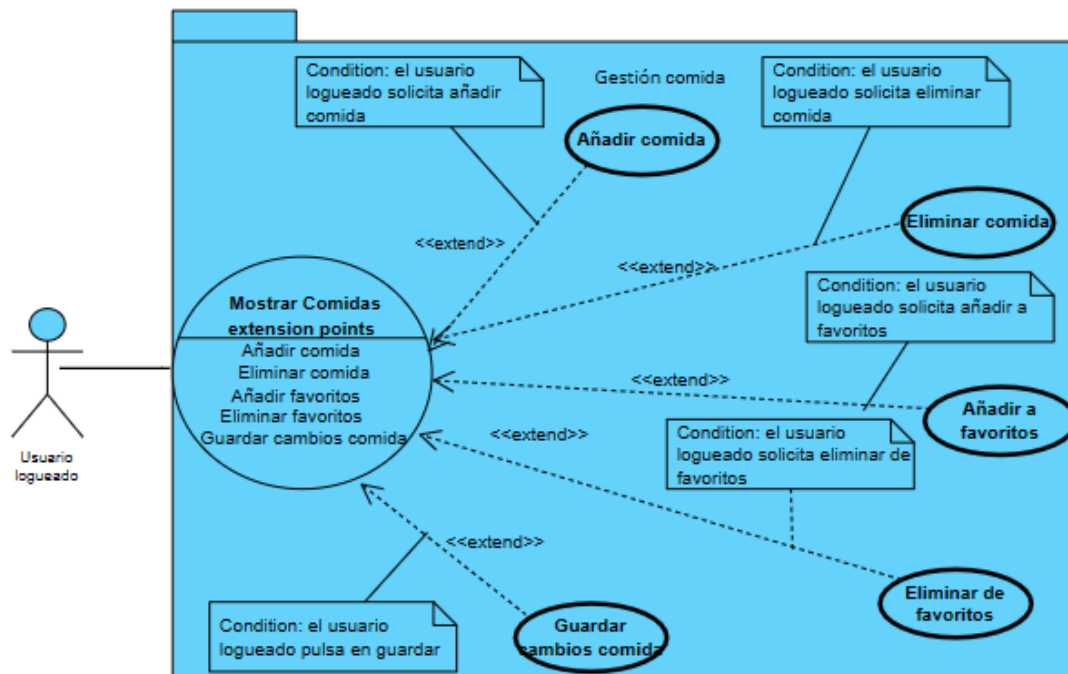 Condition: el usuario
logueado solicita añadir
comida
Gestión comida
Condition: el usuario
logueado solicita eliminar
comida
Añadir comida
Eliminar comida
<<extend>>
<<extend>>
Mostrar Comidas
extension points
Añadir comida
Eliminar comida
Añadir favoritos
Eliminar favoritos
Guardar cambios comida
Condition: el usuario
logueado solicita añadir a
favoritos
<<extend>>
Añadir a
favoritos
Usuario
logueado
<<extend>>
Condition: el usuario
logueado solicita eliminar de
favoritos
<<extend>>
Eliminar de
favoritos
Condition: el usuario
logueado pulsa en guardar
Guardar
cambios comida